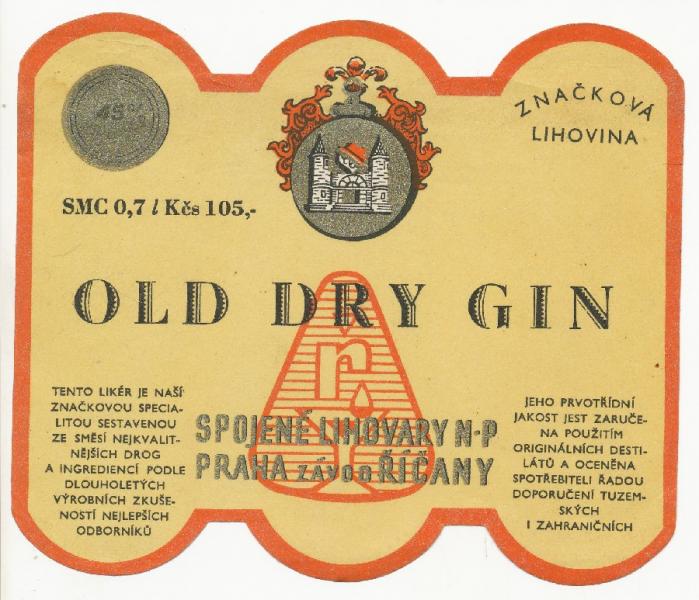 45%
ZNAČKOVÁ
LIHOVINA
SMC 0,7 l Kčs 105,-
OLD DRY GIN
r
TENTO LIKÉR JE NAŠÍ
ZNAČKOVOU SPECIA-
LITOU SESTAVENOU
ZE SMĚSÍ NEJKVALIT-
NĚJŠÍCH DROG
A INGREDIENCÍ PODLE
DLOUHOLETÝCH
VÝROBNÍCH ZKUŠE-
NOSTÍ NEJLEPŠÍCH
ODBORNÍKŮ
SPOJENÉ LIHOVARY N-P
PRAHA ZÁVOD ŘÍČANY
JEHO PRVOTŘÍDNÍ
JAKOST JEST ZARUČE-
NA POUŽITÍM
ORIGINÁLNÍCH DESTI-
LÁTŮ A OCENĚNA
SPOTŘEBITELI ŘADOU
DOPORUČENÍ TUZEM-
SKÝCH
I ZAHRANIČNÍCH